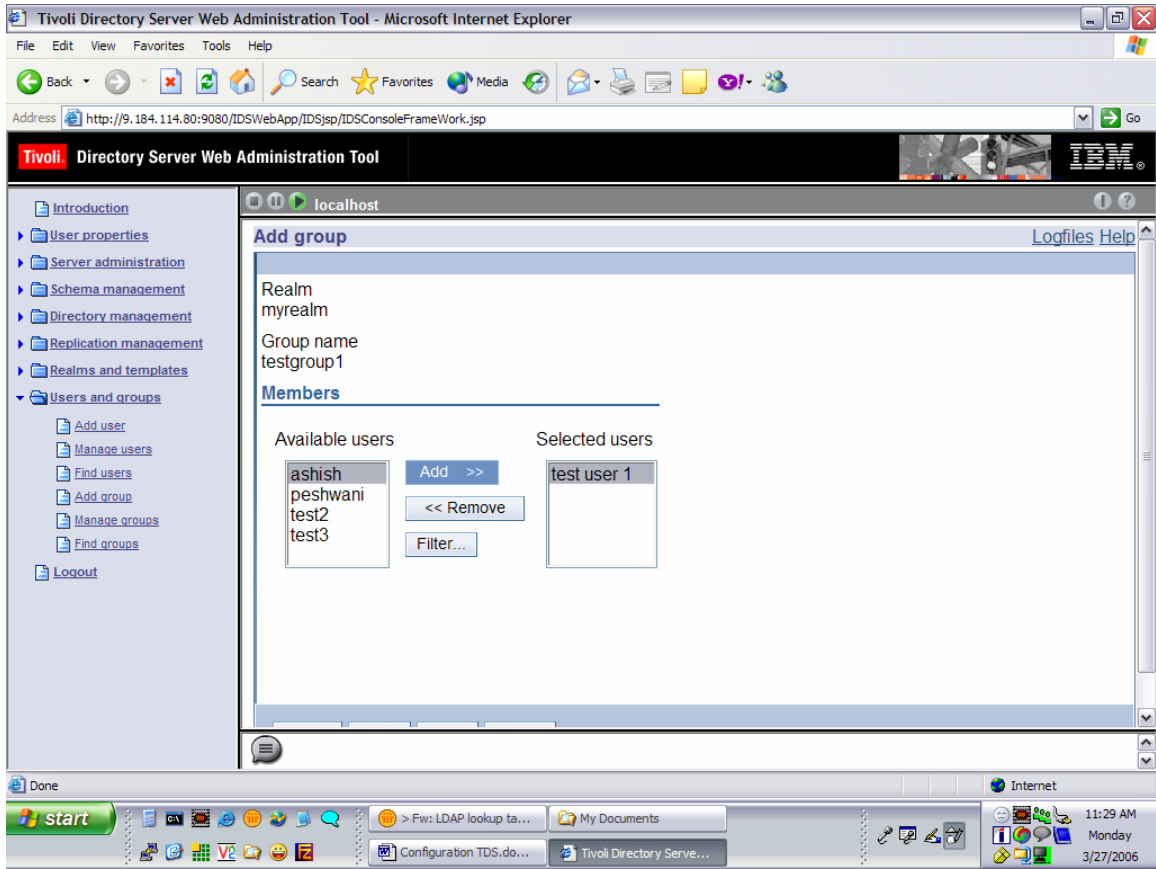 Tivoli Directory Server Web Administration Tool - Microsoft Internet Explorer
File Edit View Favorites Tools Help
Back Search Favorites Media
Address http://9.184.114.80:9080/IDSWebApp/IDSjsp/IDSConsoleFrameWork.jsp Go
Tivoli. Directory Server Web Administration Tool IBM®
Introduction
User properties
Server administration
Schema management
Directory management
Replication management
Realms and templates
Users and groups
Add user
Manage users
Find users
Add group
Manage groups
Find groups
Logout
localhost
Add group Logfiles Help
Realm
myrealm
Group name
testgroup1
Members
Available users Selected users
ashish
peshwani
test2
test3
Add >>
<< Remove
Filter...
test user 1
Done Internet
start > Fw: LDAP lookup ta... My Documents 11:29 AM
Configuration TDS.do... Tivoli Directory Serve... Monday
3/27/2006